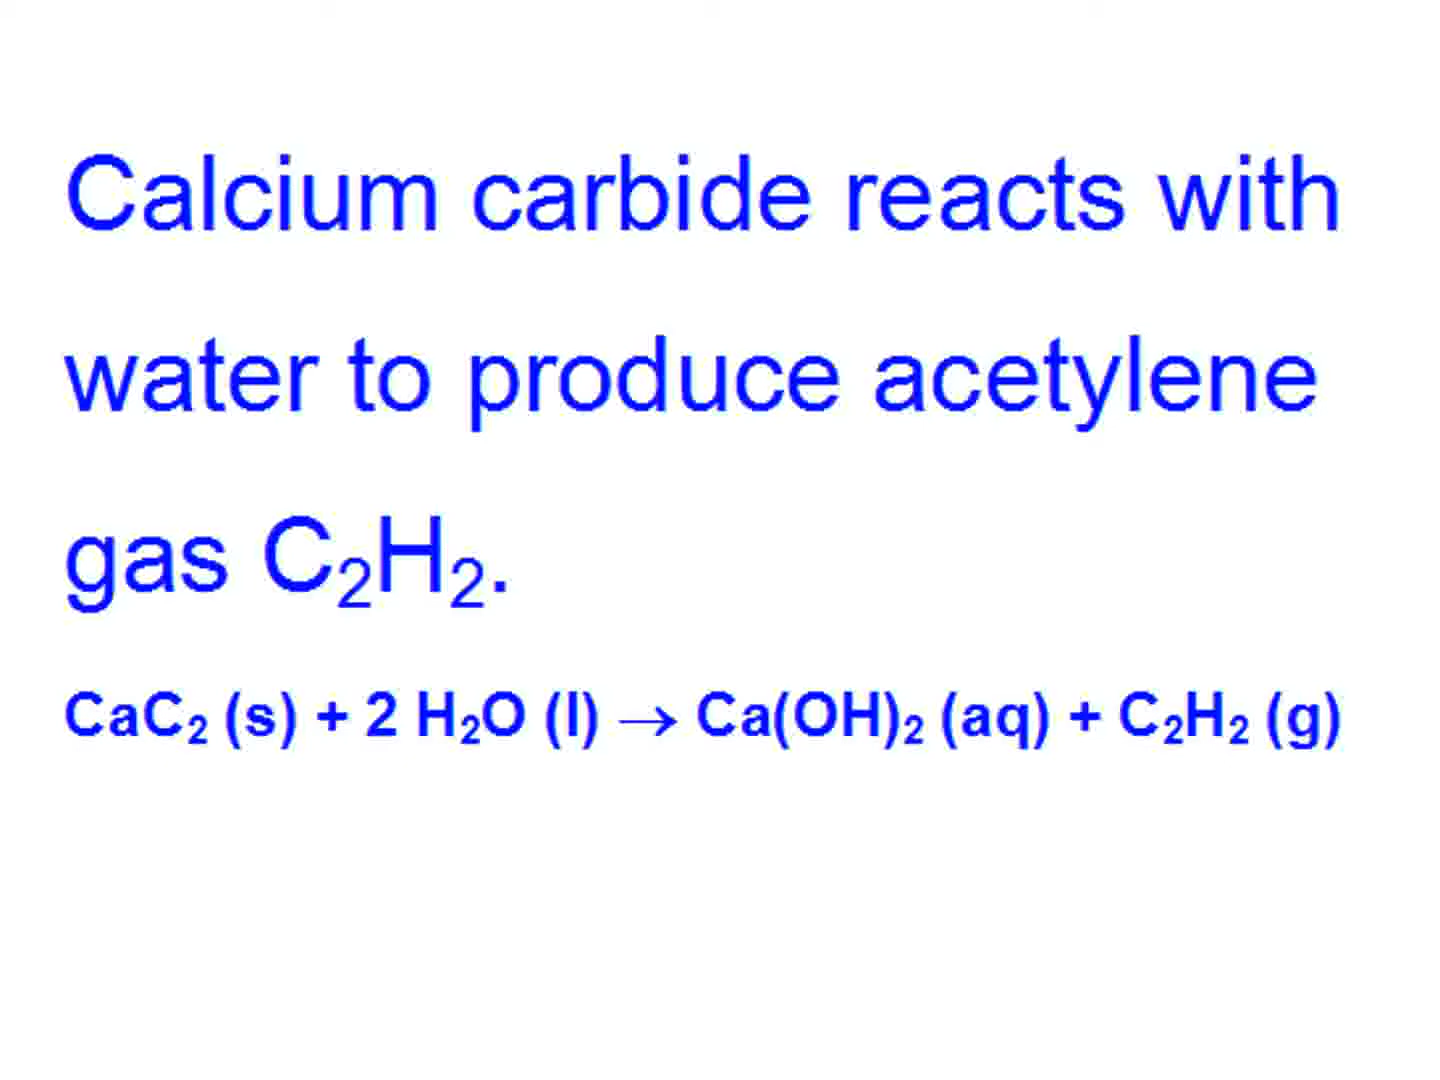 Calcium carbide reacts with
water to produce acetylene
gas C₂H₂.
CaC₂ (s) + 2 H₂O (l) → Ca(OH)₂ (aq) + C₂H₂ (g)